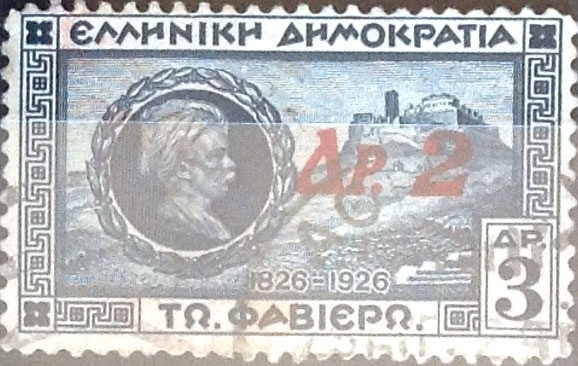 ΕΛΛΗΝΙΚΗ ΔΗΜΟΚΡΑΤΙΑ
ΔΡ. 2
1826-1926
ΔΡ.
3
ΤΩ. ΦΑΒΙΕΡΩ.